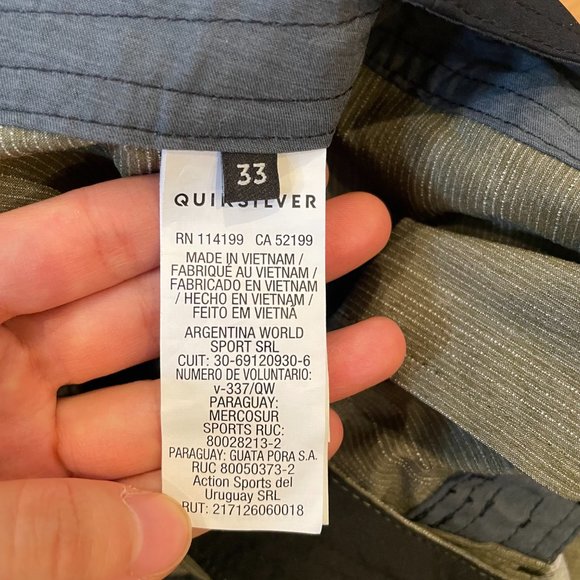 33
QUIKSILVER
RN 114199 CA 52199
MADE IN VIETNAM /
FABRIQUÉ AU VIETNAM /
FABRICADO EN VIETNAM
/ HECHO EN VIETNAM /
FEITO EM VIETNÃ
ARGENTINA WORLD
SPORT SRL
CUIT: 30-69120930-6
NUMERO DE VOLUNTARIO:
v-337/QW
PARAGUAY:
MERCOSUR
SPORTS RUC:
80028213-2
PARAGUAY: GUATA PORA S.A.
RUC 80050373-2
Action Sports del
Uruguay SRL
RUT: 217126060018